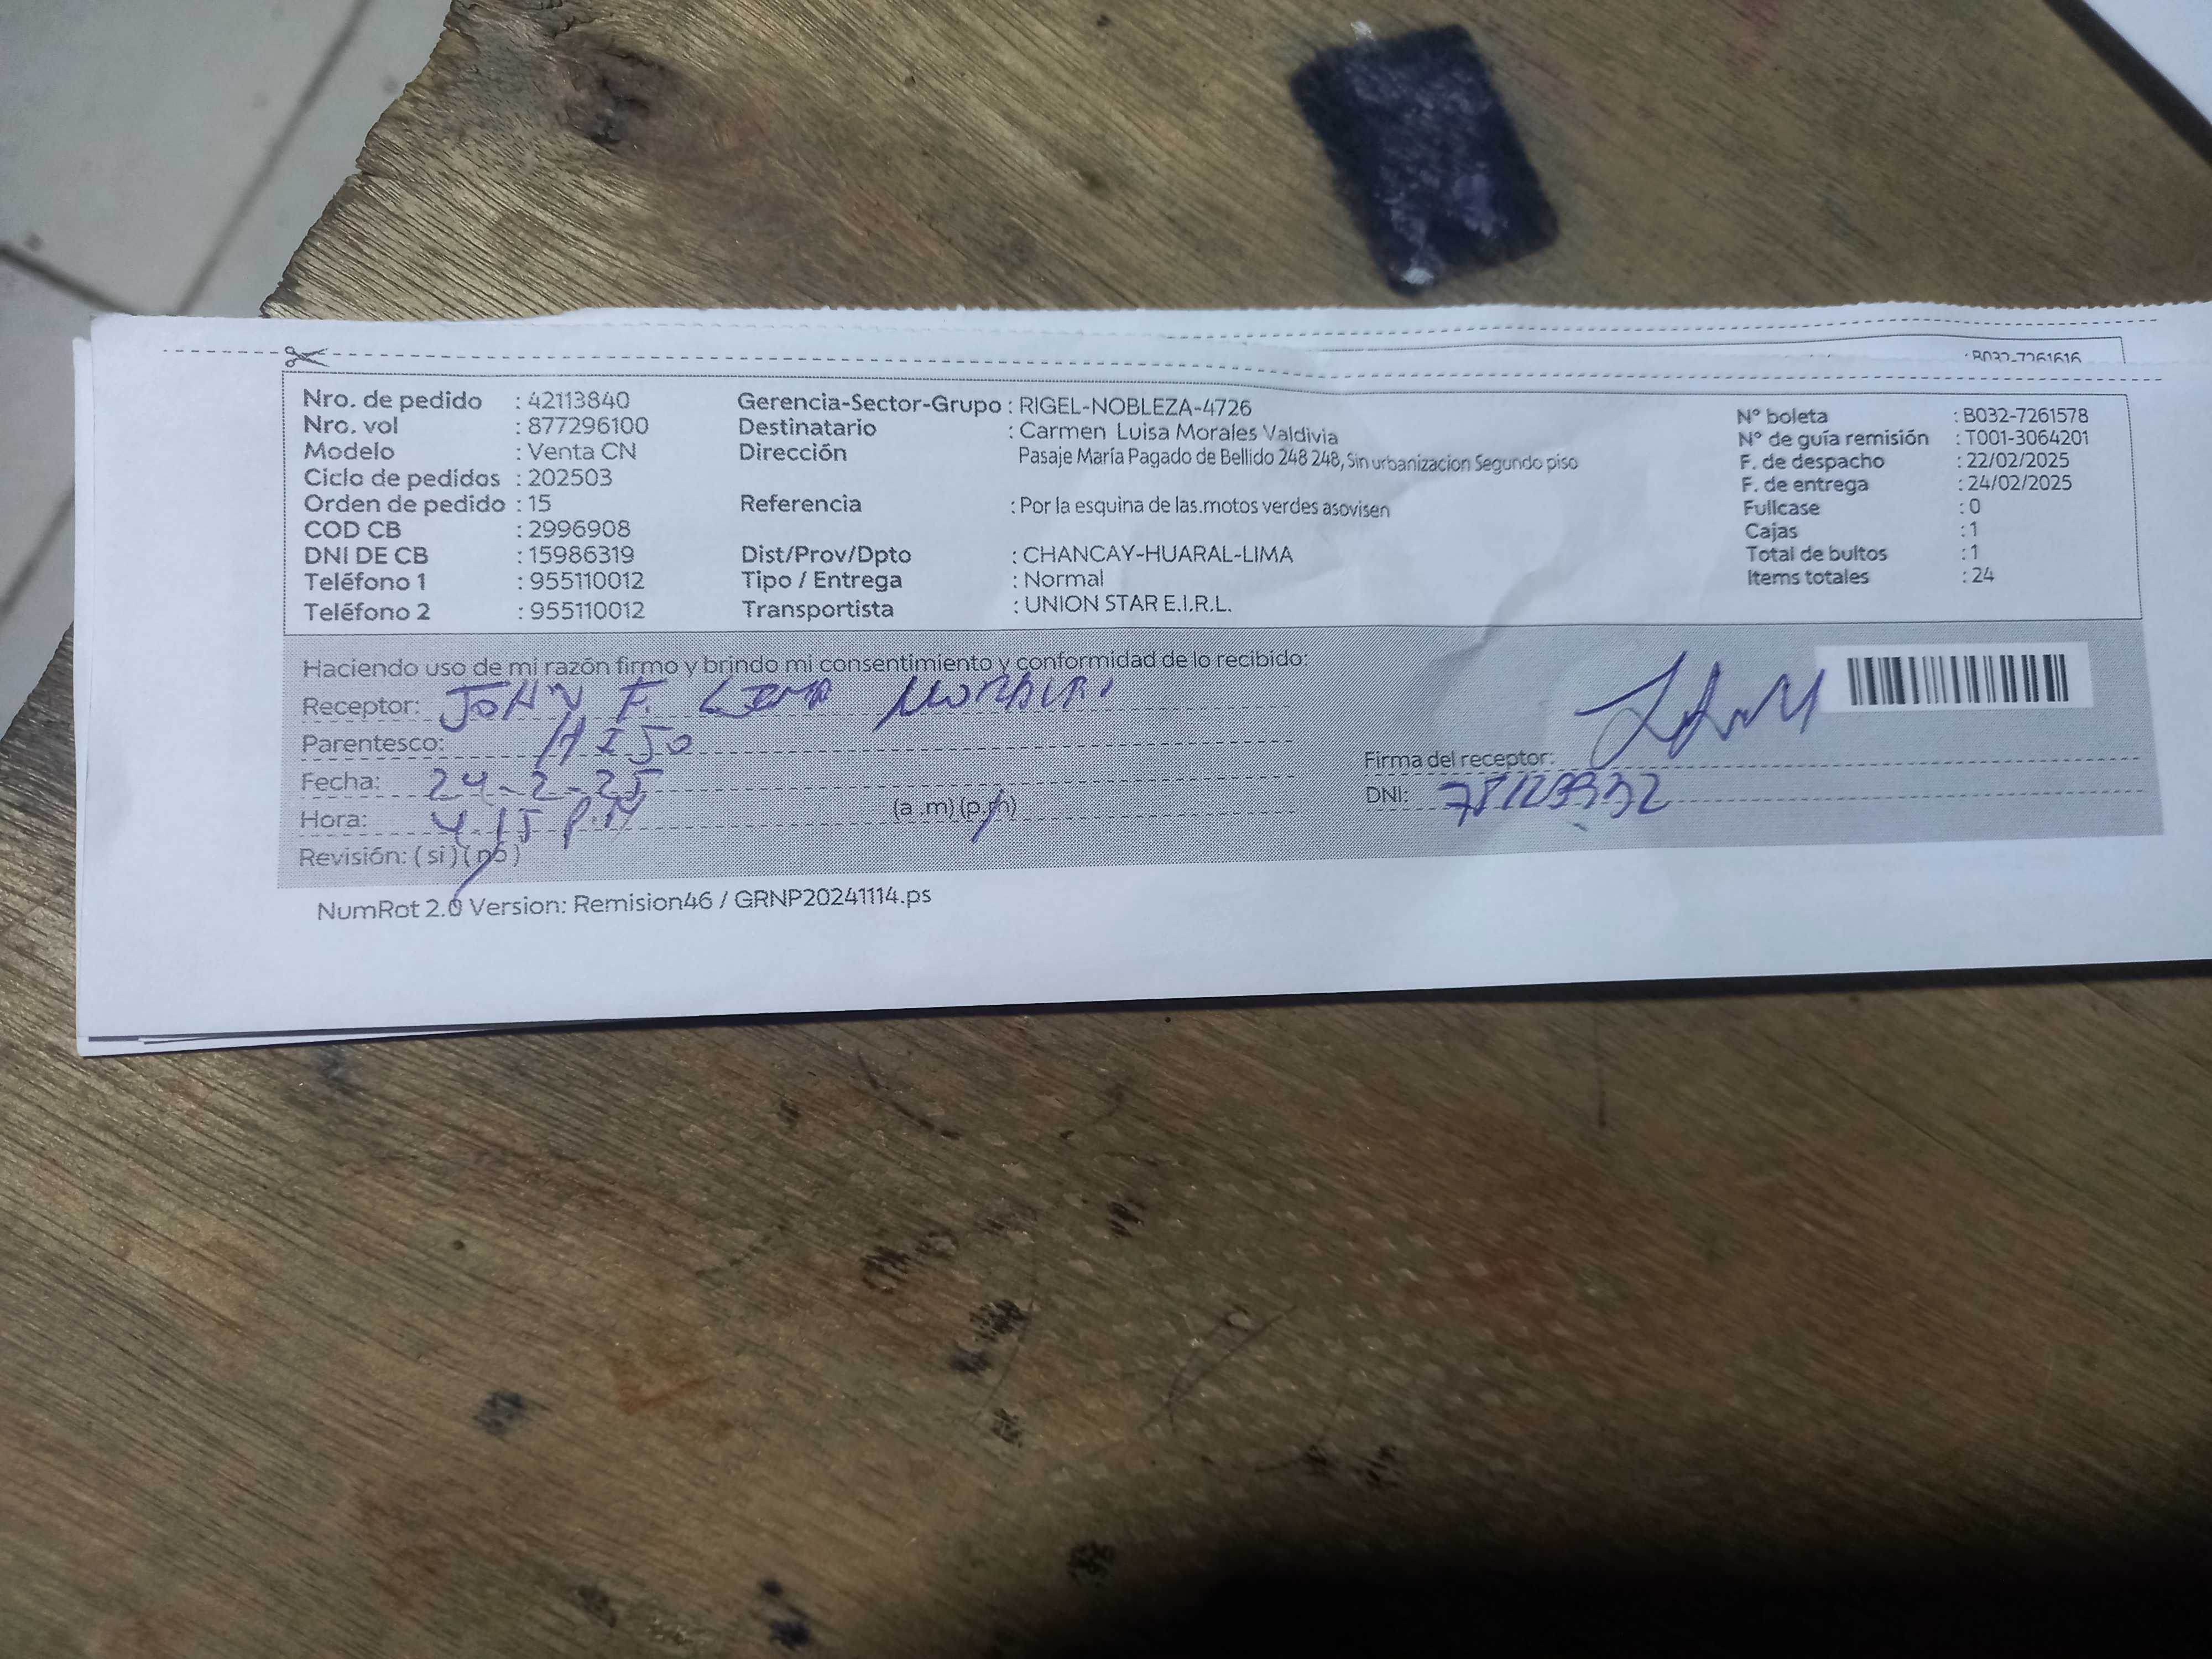 : B032-7261616
Nro. de pedido : 42113840
Nro. vol : 877296100
Modelo : Venta CN
Ciclo de pedidos : 202503
Orden de pedido : 15
COD CB : 2996908
DNI DE CB : 15986319
Teléfono 1 : 955110012
Teléfono 2 : 955110012
Gerencia-Sector-Grupo : RIGEL-NOBLEZA-4726
Destinatario : Carmen Luisa Morales Valdivia
Dirección Pasaje María Pagado de Bellido 248 248, Sin urbanizacion Segundo piso
Referencia : Por la esquina de las.motos verdes asovisen
Dist/Prov/Dpto : CHANCAY-HUARAL-LIMA
Tipo / Entrega : Normal
Transportista : UNION STAR E.I.R.L.
N° boleta : B032-7261578
N° de guía remisión : T001-3064201
F. de despacho : 22/02/2025
F. de entrega : 24/02/2025
Fullcase : 0
Cajas : 1
Total de bultos : 1
Items totales : 24
Haciendo uso de mi razón firmo y brindo mi consentimiento y conformidad de lo recibido:
Receptor: JOHN F.
Parentesco: HIJO
Fecha: 24-2-25
Hora: 4.15 P.M (a .m) (p.m)
Revisión: ( si ) ( no )
Firma del receptor:
DNI:
NumRot 2.0 Version: Remision46 / GRNP20241114.ps